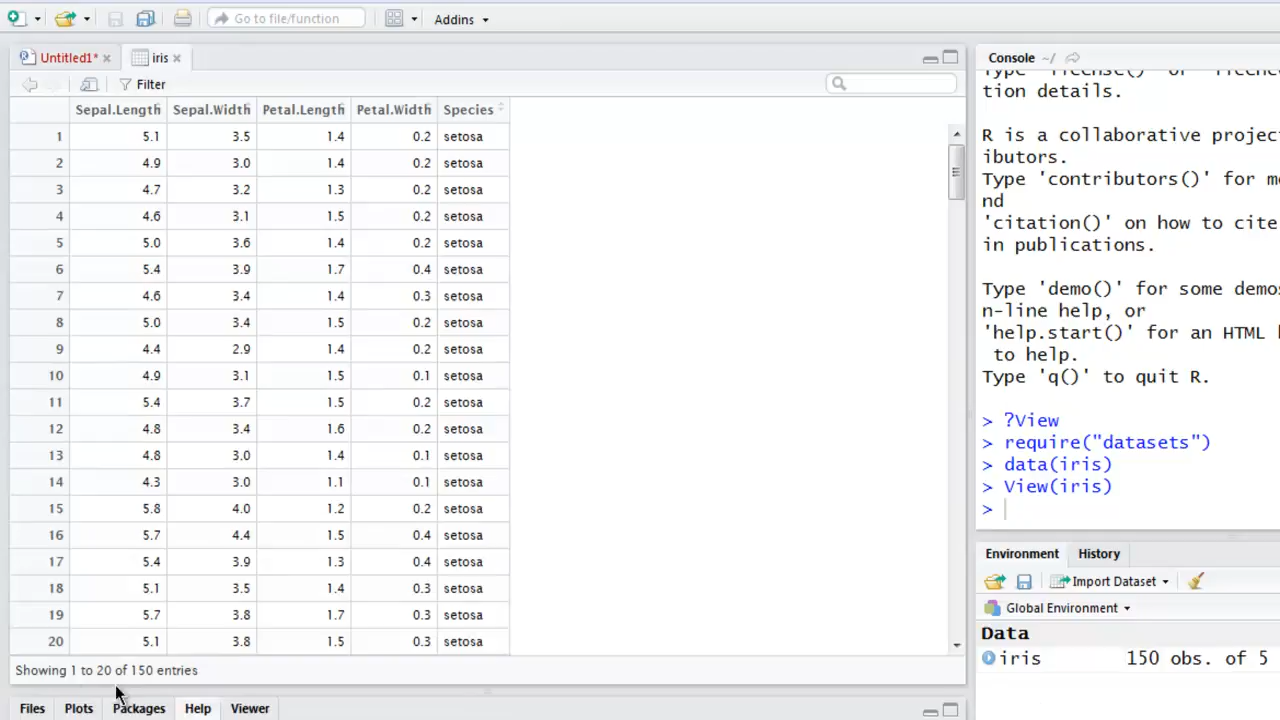 Go to file/function
Addins
Untitled1*
iris
Filter
Sepal.Length Sepal.Width Petal.Length Petal.Width Species
1 5.1 3.5 1.4 0.2 setosa
2 4.9 3.0 1.4 0.2 setosa
3 4.7 3.2 1.3 0.2 setosa
4 4.6 3.1 1.5 0.2 setosa
5 5.0 3.6 1.4 0.2 setosa
6 5.4 3.9 1.7 0.4 setosa
7 4.6 3.4 1.4 0.3 setosa
8 5.0 3.4 1.5 0.2 setosa
9 4.4 2.9 1.4 0.2 setosa
10 4.9 3.1 1.5 0.1 setosa
11 5.4 3.7 1.5 0.2 setosa
12 4.8 3.4 1.6 0.2 setosa
13 4.8 3.0 1.4 0.1 setosa
14 4.3 3.0 1.1 0.1 setosa
15 5.8 4.0 1.2 0.2 setosa
16 5.7 4.4 1.5 0.4 setosa
17 5.4 3.9 1.3 0.4 setosa
18 5.1 3.5 1.4 0.3 setosa
19 5.7 3.8 1.7 0.3 setosa
20 5.1 3.8 1.5 0.3 setosa
Showing 1 to 20 of 150 entries
Files Plots Packages Help Viewer
Console ~/
tion details.
R is a collaborative project
ibutors.
Type 'contributors()' for
nd
'citation()' on how to cite
in publications.
Type 'demo()' for some demos
n-line help, or
'help.start()' for an HTML
to help.
Type 'q()' to quit R.
> ?View
> require("datasets")
> data(iris)
> View(iris)
>
Environment History
Import Dataset
Global Environment
Data
iris 150 obs. of 5